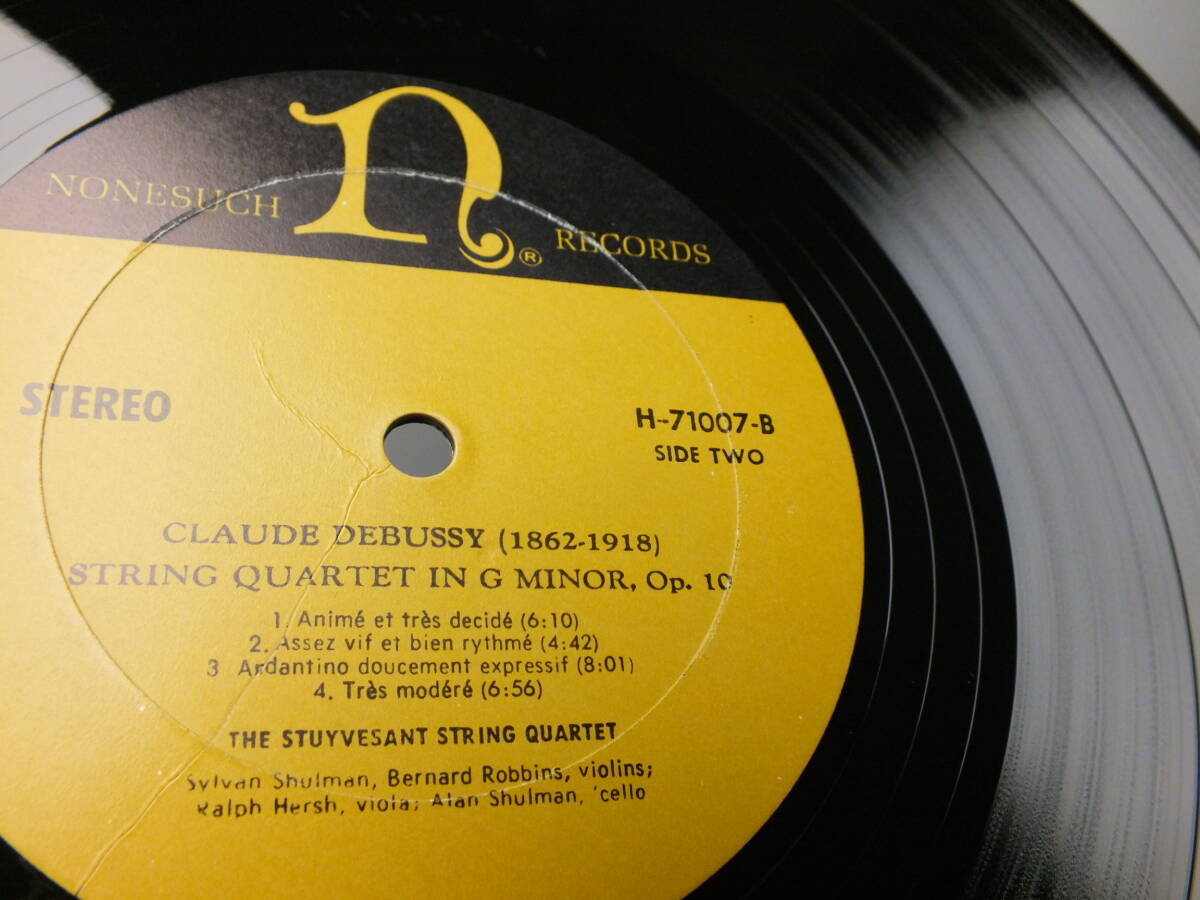 NONESUCH n® RECORDS
STEREO
H-71007-B
SIDE TWO
CLAUDE DEBUSSY (1862-1918)
STRING QUARTET IN G MINOR, Op. 10
1. Animé et très decidé (6:10)
2. Assez vif et bien rythmé (4:42)
3 Andantino doucement expressif (8:01)
4. Très modéré (6:56)
THE STUYVESANT STRING QUARTET
Sylvan Shulman, Bernard Robbins, violins;
Ralph Hersh, viola; Alan Shulman, 'cello